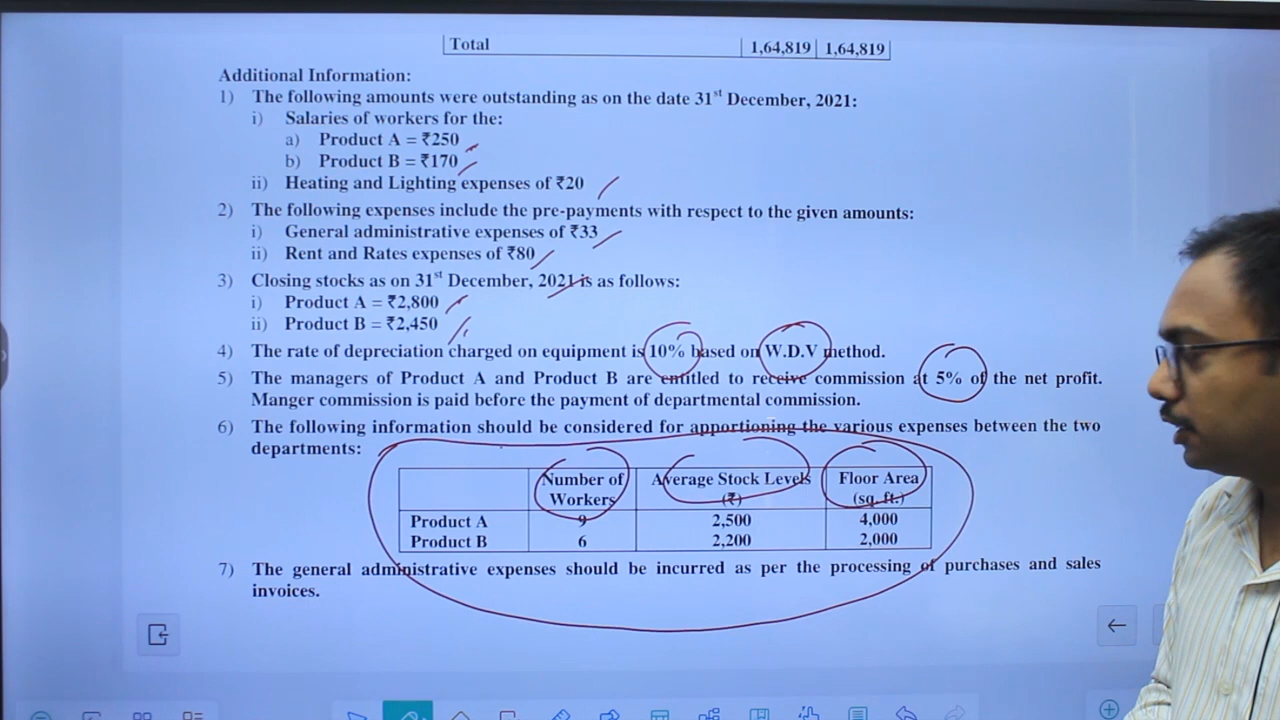 Total 1,64,819 1,64,819
Additional Information:
1) The following amounts were outstanding as on the date 31st December, 2021:
i) Salaries of workers for the:
a) Product A = ₹250
b) Product B = ₹170
ii) Heating and Lighting expenses of ₹20
2) The following expenses include the pre-payments with respect to the given amounts:
i) General administrative expenses of ₹33
ii) Rent and Rates expenses of ₹80
3) Closing stocks as on 31st December, 2021 is as follows:
i) Product A = ₹2,800
ii) Product B = ₹2,450
4) The rate of depreciation charged on equipment is 10% based on W.D.V method.
5) The managers of Product A and Product B are entitled to receive commission at 5% of the net profit.
Manger commission is paid before the payment of departmental commission.
6) The following information should be considered for apportioning the various expenses between the two
departments:
Number of Average Stock Levels Floor Area
Workers (₹) (sq. ft.)
Product A 9 2,500 4,000
Product B 6 2,200 2,000
7) The general administrative expenses should be incurred as per the processing of purchases and sales
invoices.